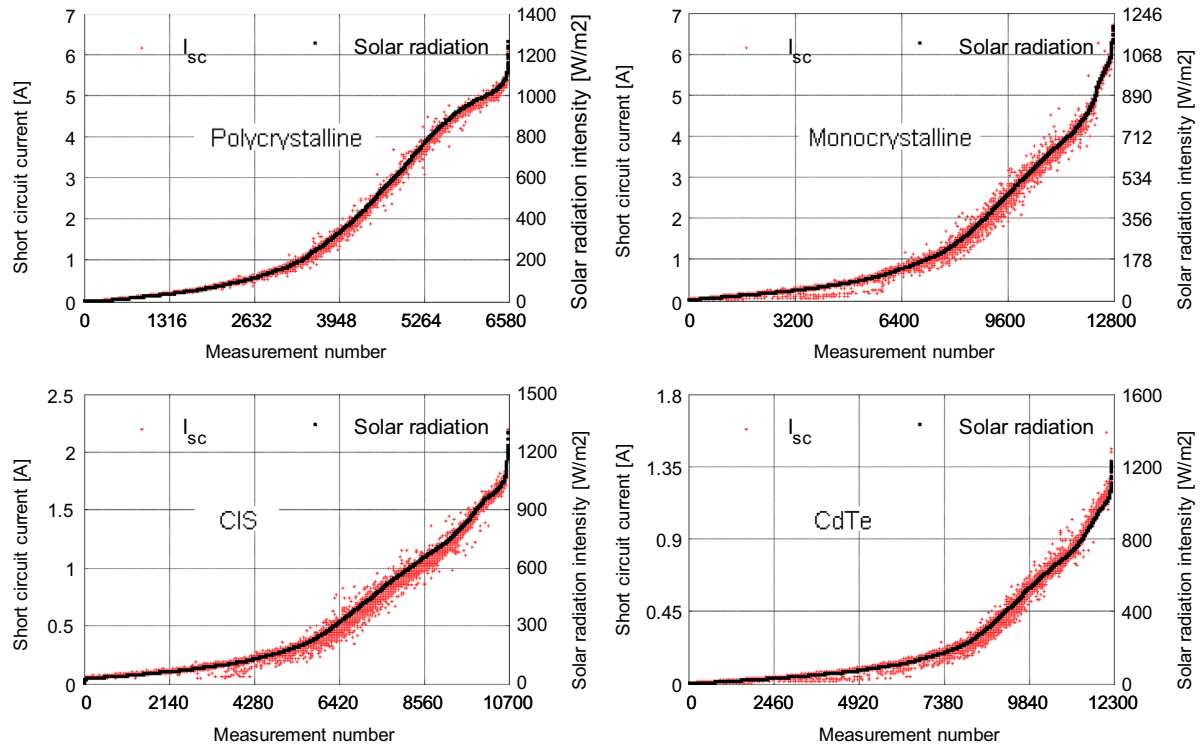 7 1400 7 1246
I_sc Solar radiation I_sc Solar radiation
6 1200 6 1068
5 1000 5 890
Polycrystalline Monocrystalline
4 800 4 712
3 600 3 534
2 400 2 356
1 200 1 178
0 0 0 0
0 1316 2632 3948 5264 6580 0 3200 6400 9600 12800
Measurement number Measurement number
Short circuit current [A]
Solar radiation intensity [W/m2]
Short circuit current [A]
Solar radiation intensity [W/m2]
2.5 1500 1.8 1600
I_sc Solar radiation I_sc Solar radiation
2 1200 1.35 1200
1.5 900 0.9 800
CIS CdTe
1 600 0.45 400
0.5 300
0 0 0 0
0 2140 4280 6420 8560 10700 0 2460 4920 7380 9840 12300
Measurement number Measurement number
Short circuit current [A]
Solar radiation intensity [W/m2]
Short circuit current [A]
Solar radiation intensity [W/m2]